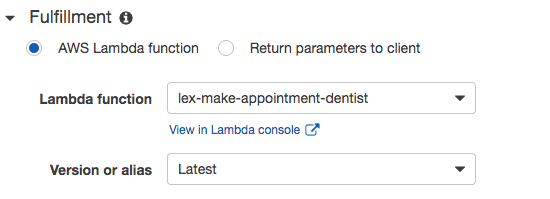 Fulfillment
AWS Lambda function Return parameters to client
Lambda function lex-make-appointment-dentist
View in Lambda console
Version or alias Latest